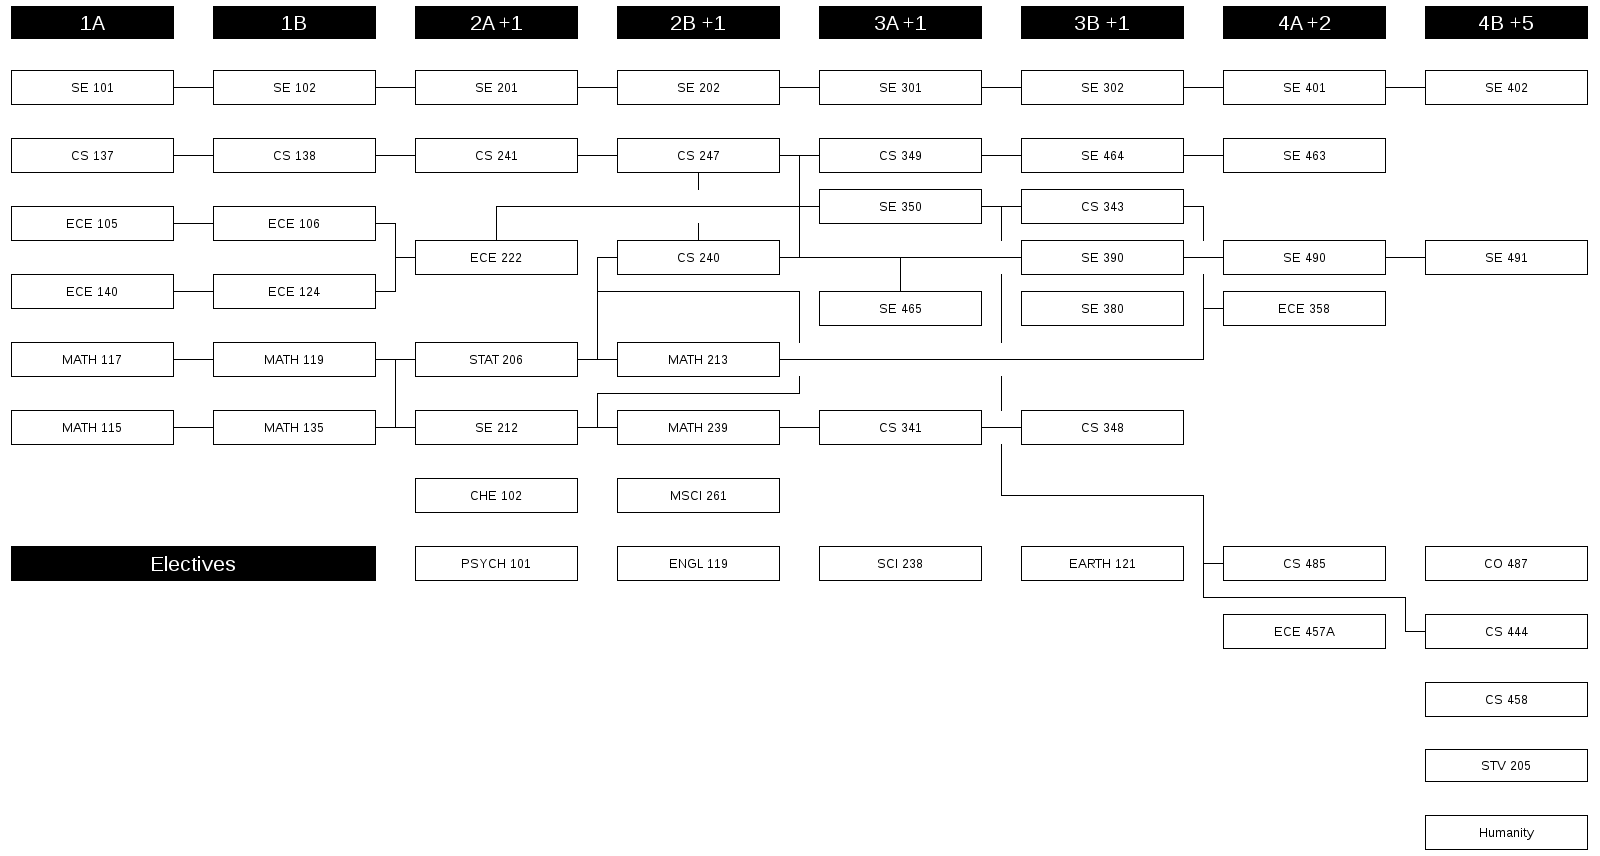 1A
1B
2A +1
2B +1
3A +1
3B +1
4A +2
4B +5
SE 101
SE 102
SE 201
SE 202
SE 301
SE 302
SE 401
SE 402
CS 137
CS 138
CS 241
CS 247
CS 349
SE 464
SE 463
SE 350
CS 343
ECE 105
ECE 106
ECE 222
CS 240
SE 390
SE 490
SE 491
ECE 140
ECE 124
SE 465
SE 380
ECE 358
MATH 117
MATH 119
STAT 206
MATH 213
MATH 115
MATH 135
SE 212
MATH 239
CS 341
CS 348
CHE 102
MSCI 261
Electives
PSYCH 101
ENGL 119
SCI 238
EARTH 121
CS 485
CO 487
ECE 457A
CS 444
CS 458
STV 205
Humanity